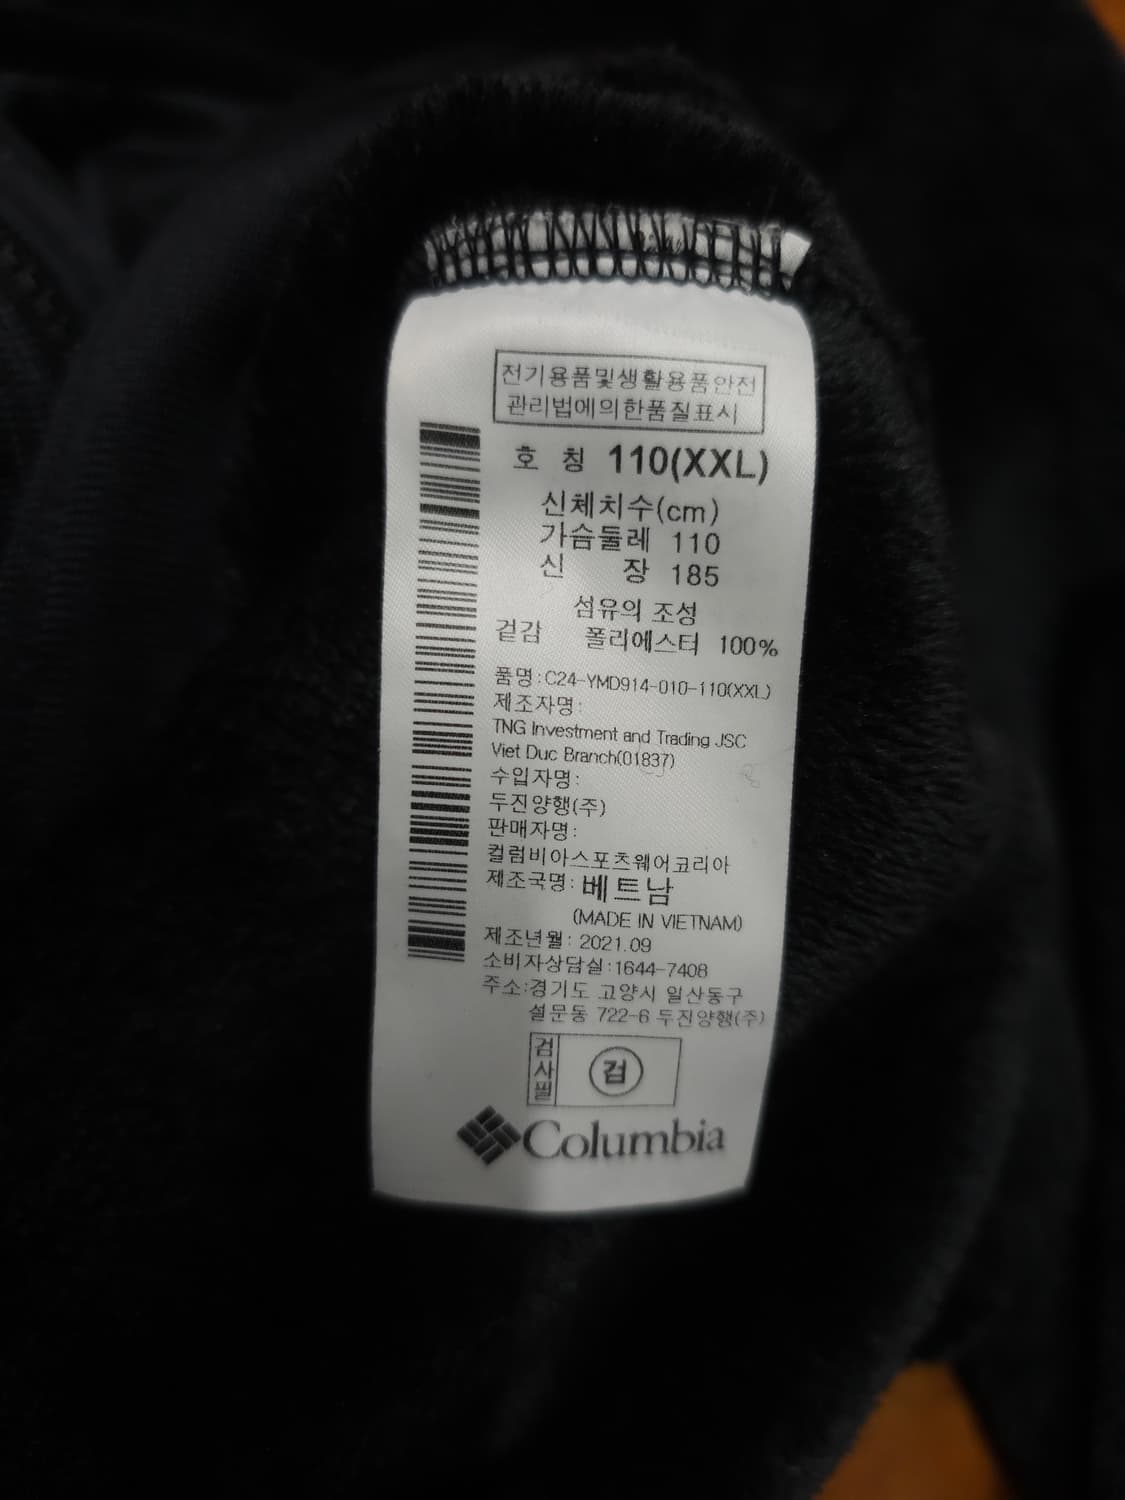 전기용품및생활용품안전
관리법에의한품질표시
호 칭 110(XXL)
신체치수(cm)
가슴둘레 110
신 장 185
섬유의 조성
겉감 폴리에스터 100%
품명:C24-YMD914-010-110(XXL)
제조자명:
TNG Investment and Trading JSC
Viet Duc Branch(01837)
수입자명:
두진양행(주)
판매자명:
컬럼비아스포츠웨어코리아
제조국명: 베트남
(MADE IN VIETNAM)
제조년월: 2021.09
소비자상담실:1644-7408
주소:경기도 고양시 일산동구
설문동 722-6 두진양행(주)
검사필
검
Columbia